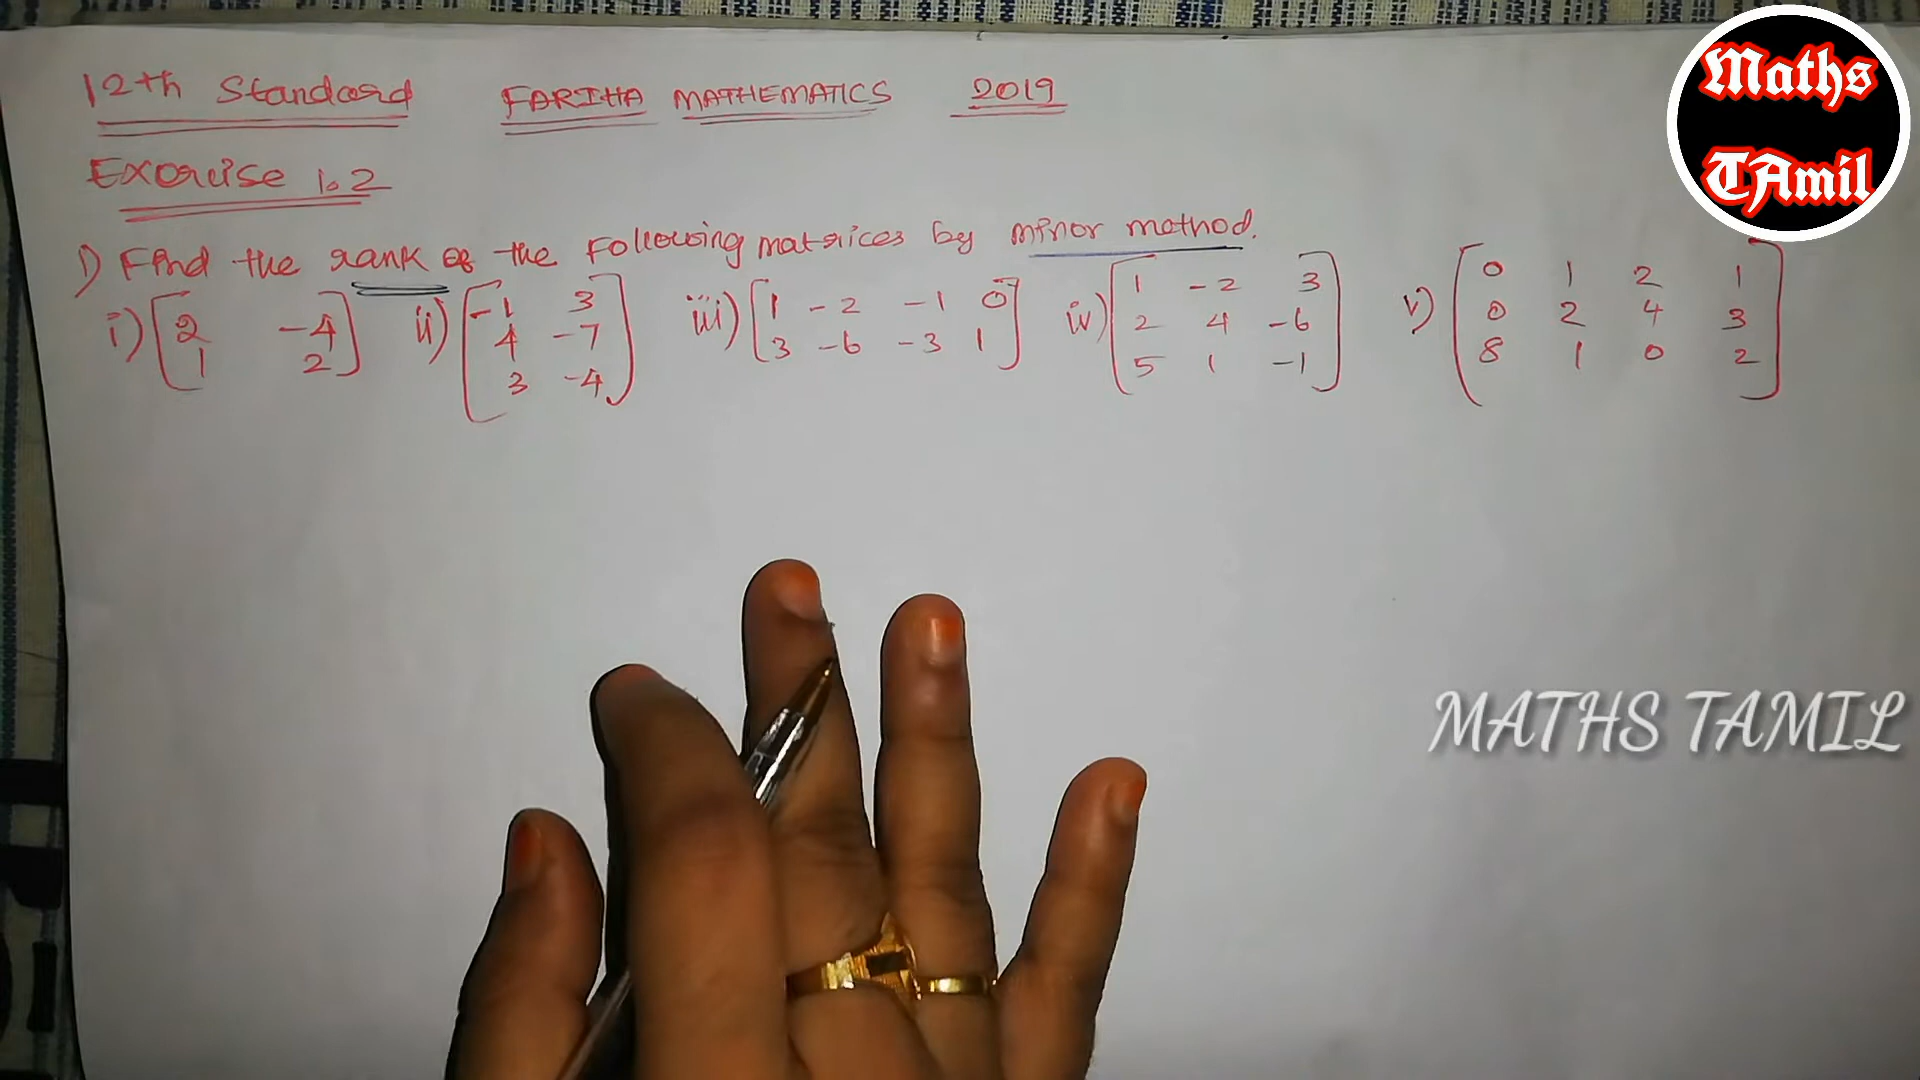 12th Standard FARIHA MATHEMATICS 2019
Exercise 1.2
1) Find the rank of the following matrices by minor method.
i) [2 -4
1 2]
ii) [-1 3
4 -7
3 -4]
iii) [1 -2 -1 0
3 -6 -3 1]
iv) [1 -2 3
2 4 -6
5 1 -1]
v) [0 1 2 1
0 2 4 3
8 1 0 2]
Maths
TAmil
MATHS TAMIL